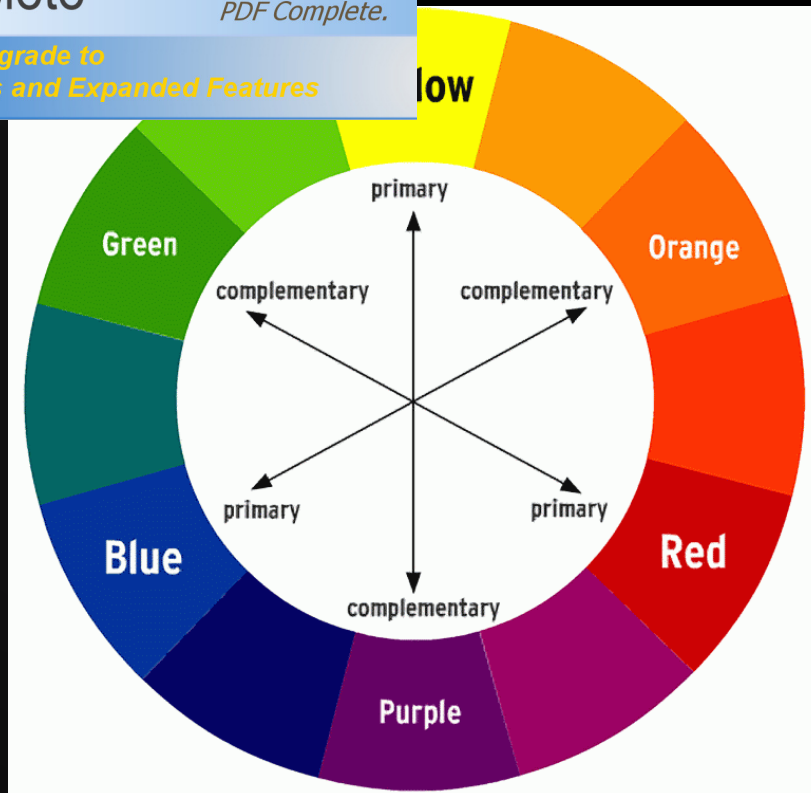 PDF Complete.
grade to
s and Expanded Features
low
primary
Green
Orange
complementary
complementary
primary
primary
Blue
Red
complementary
Purple